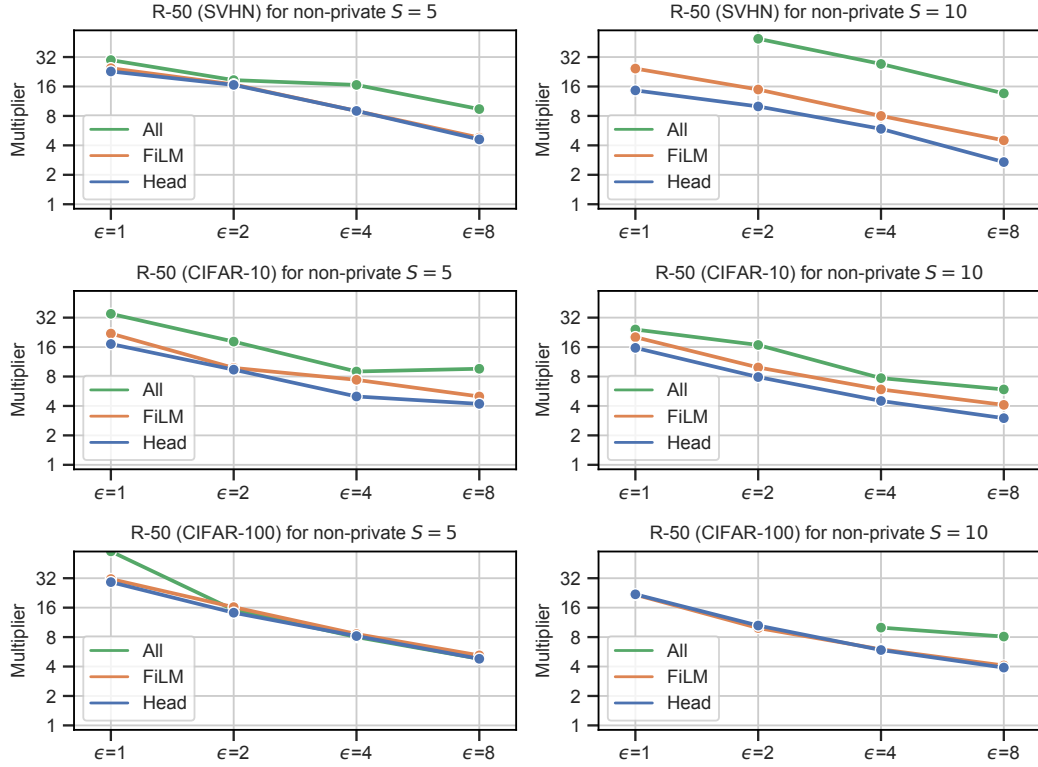 R-50 (SVHN) for non-private S = 5
Multiplier
32
16
8
4
2
1
All
FiLM
Head
ϵ=1
ϵ=2
ϵ=4
ϵ=8
R-50 (SVHN) for non-private S = 10
Multiplier
32
16
8
4
2
1
All
FiLM
Head
ϵ=1
ϵ=2
ϵ=4
ϵ=8
R-50 (CIFAR-10) for non-private S = 5
Multiplier
32
16
8
4
2
1
All
FiLM
Head
ϵ=1
ϵ=2
ϵ=4
ϵ=8
R-50 (CIFAR-10) for non-private S = 10
Multiplier
32
16
8
4
2
1
All
FiLM
Head
ϵ=1
ϵ=2
ϵ=4
ϵ=8
R-50 (CIFAR-100) for non-private S = 5
Multiplier
32
16
8
4
2
1
All
FiLM
Head
ϵ=1
ϵ=2
ϵ=4
ϵ=8
R-50 (CIFAR-100) for non-private S = 10
Multiplier
32
16
8
4
2
1
All
FiLM
Head
ϵ=1
ϵ=2
ϵ=4
ϵ=8